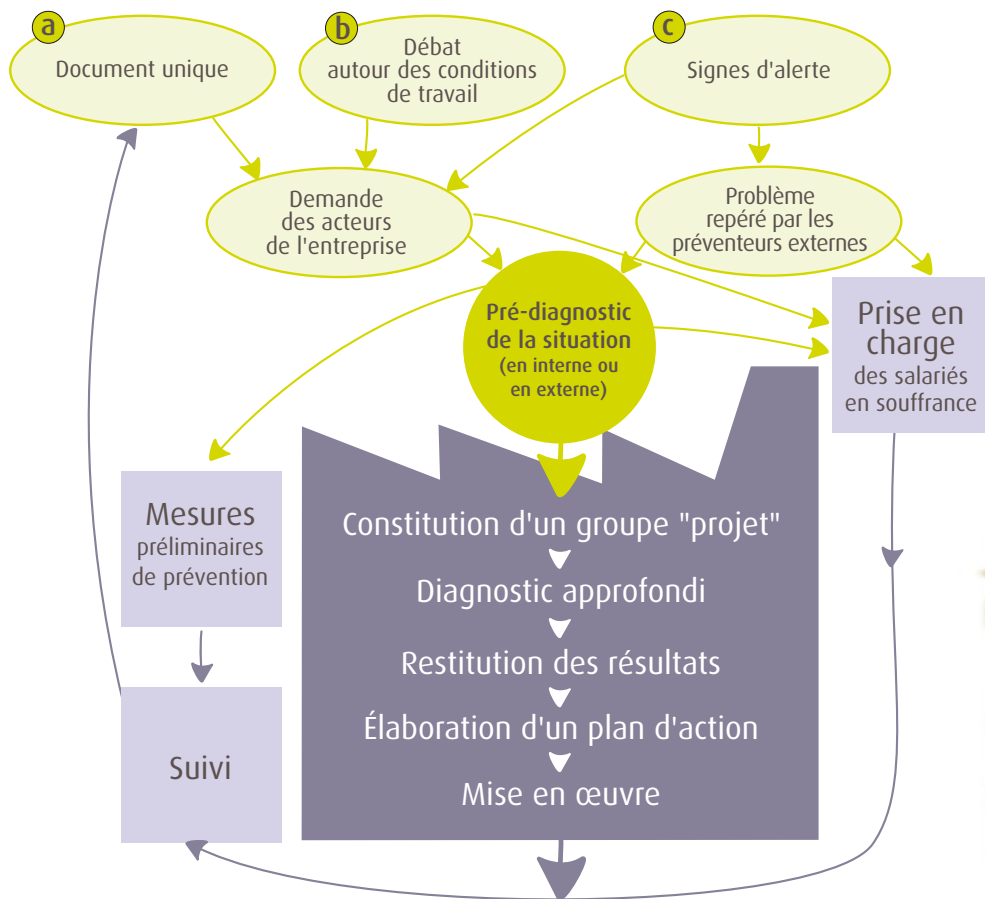 a
Document unique
b
Débat
autour des conditions
de travail
c
Signes d'alerte
Demande
des acteurs
de l'entreprise
Problème
repéré par les
préventeurs externes
Pré-diagnostic
de la situation
(en interne ou
en externe)
Prise en
charge
des salariés
en souffrance
Mesures
préliminaires
de prévention
Constitution d'un groupe "projet"
Diagnostic approfondi
Restitution des résultats
Élaboration d'un plan d'action
Mise en œuvre
Suivi